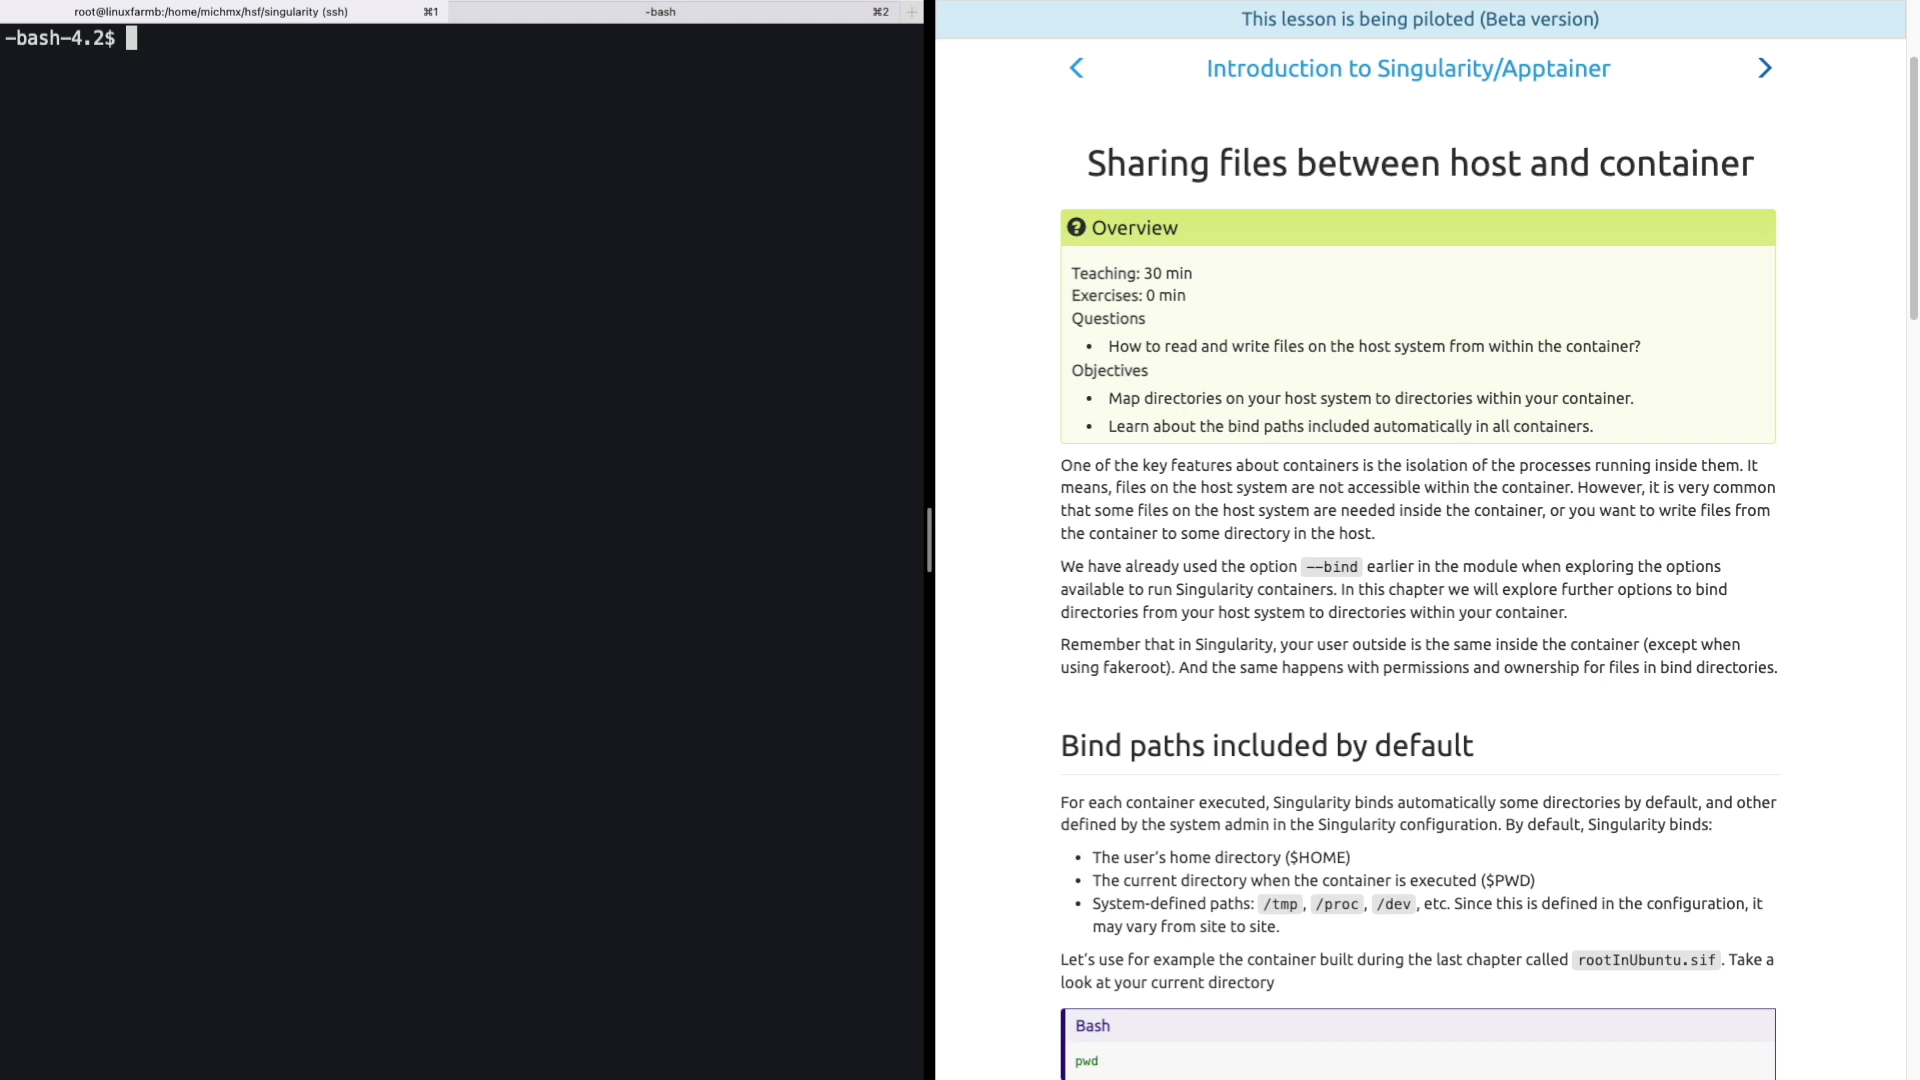 root@linuxfarmb:/home/michmx/hsf/singularity (ssh) ⌘1 -bash ⌘2 +
-bash-4.2$
This lesson is being piloted (Beta version)
Introduction to Singularity/Apptainer
Sharing files between host and container
Overview
Teaching: 30 min
Exercises: 0 min
Questions
• How to read and write files on the host system from within the container?
Objectives
• Map directories on your host system to directories within your container.
• Learn about the bind paths included automatically in all containers.
One of the key features about containers is the isolation of the processes running inside them. It
means, files on the host system are not accessible within the container. However, it is very common
that some files on the host system are needed inside the container, or you want to write files from
the container to some directory in the host.
We have already used the option --bind earlier in the module when exploring the options
available to run Singularity containers. In this chapter we will explore further options to bind
directories from your host system to directories within your container.
Remember that in Singularity, your user outside is the same inside the container (except when
using fakeroot). And the same happens with permissions and ownership for files in bind directories.
Bind paths included by default
For each container executed, Singularity binds automatically some directories by default, and other
defined by the system admin in the Singularity configuration. By default, Singularity binds:
• The user's home directory ($HOME)
• The current directory when the container is executed ($PWD)
• System-defined paths: /tmp, /proc, /dev, etc. Since this is defined in the configuration, it
may vary from site to site.
Let's use for example the container built during the last chapter called rootInUbuntu.sif. Take a
look at your current directory
Bash
pwd